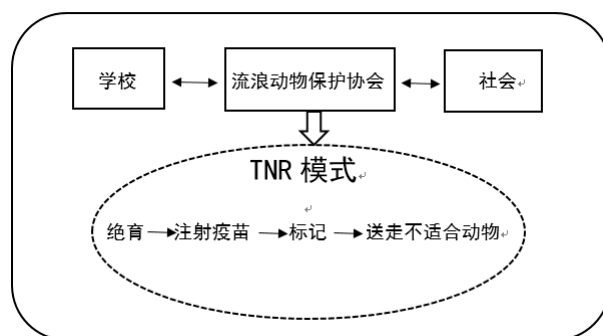 学校
流浪动物保护协会
社会
TNR 模式
绝育 注射疫苗 标记 送走不适合动物